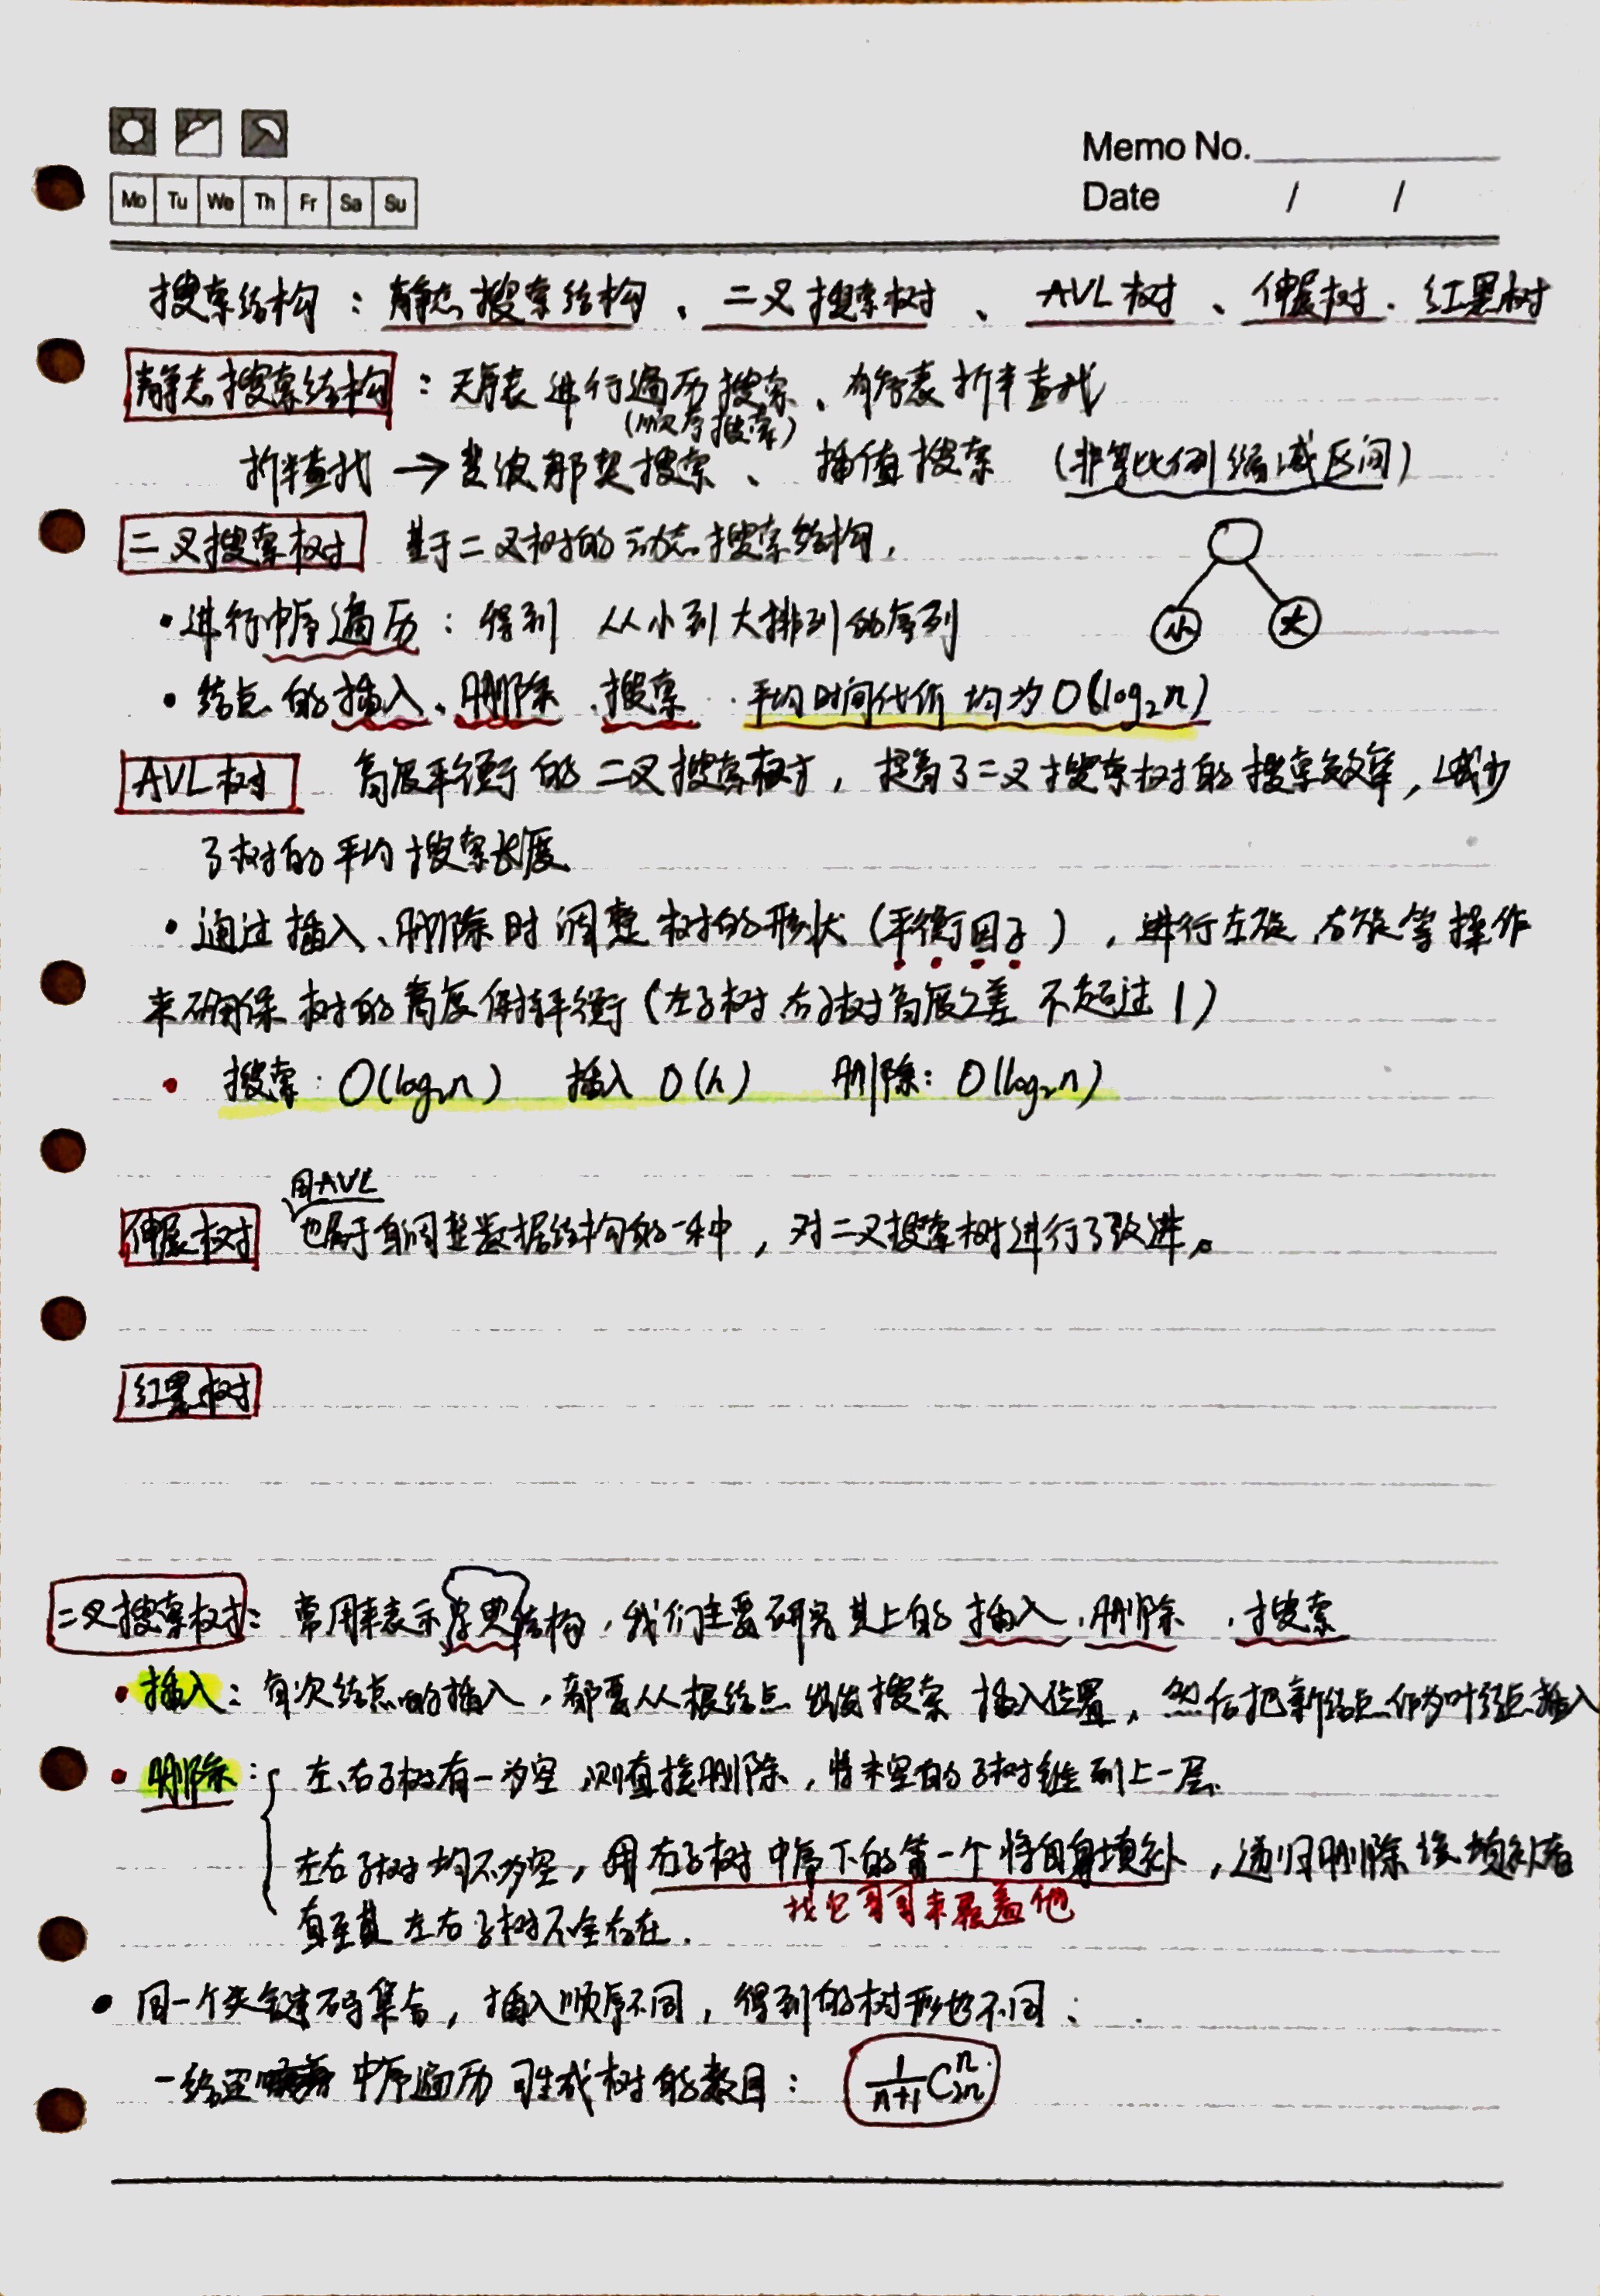 Memo No.
Mo Tu We Th Fr Sa Su
Date / /
搜索结构：静态搜索结构、二叉搜索树、AVL树、伸展树、红黑树
静态搜索结构：无序表进行遍历搜索、有序表折半查找
(顺序搜索)
折半查找→斐波那契搜索、插值搜索（非等比例缩减区间）
二叉搜索树 基于二叉树的动态搜索结构，
·进行中序遍历：得到 从小到大排列的序列
小 大
·结点的插入、删除、搜索 平均时间代价均为O(log₂n)
AVL树 高度平衡的二叉搜索树，提高了二叉搜索树的搜索效率，减少
了树的平均搜索长度
·通过插入、删除时调整树的形状（平衡因子），进行左旋、右旋等操作
来确保树的高度保持平衡（左子树右子树高度之差不超过1）
· 搜索：O(log₂n) 插入 O(h) 删除：O(log₂n)
同AVL
伸展树 也属于自调整数据结构的一种，对二叉搜索树进行了改进。
红黑树
二叉搜索树：常用来表示字典结构，我们主要研究其上的插入、删除、搜索
·插入：每次结点的插入，都要从根结点出发搜索插入位置，然后把新结点作为叶结点插入
·删除：左、右子树有一为空，则直接删除，将未空的子树提到上一层.
左右子树均不为空，用右子树中序下的第一个将自身填补，递归删除该填补者
找它哥哥来覆盖他
直至其左右子树不全存在.
·同一个关键码集合，插入顺序不同，得到的树形也不同、
－给定 中序遍历 可生成树的数目： 1/(n+1) C₂ₙⁿ